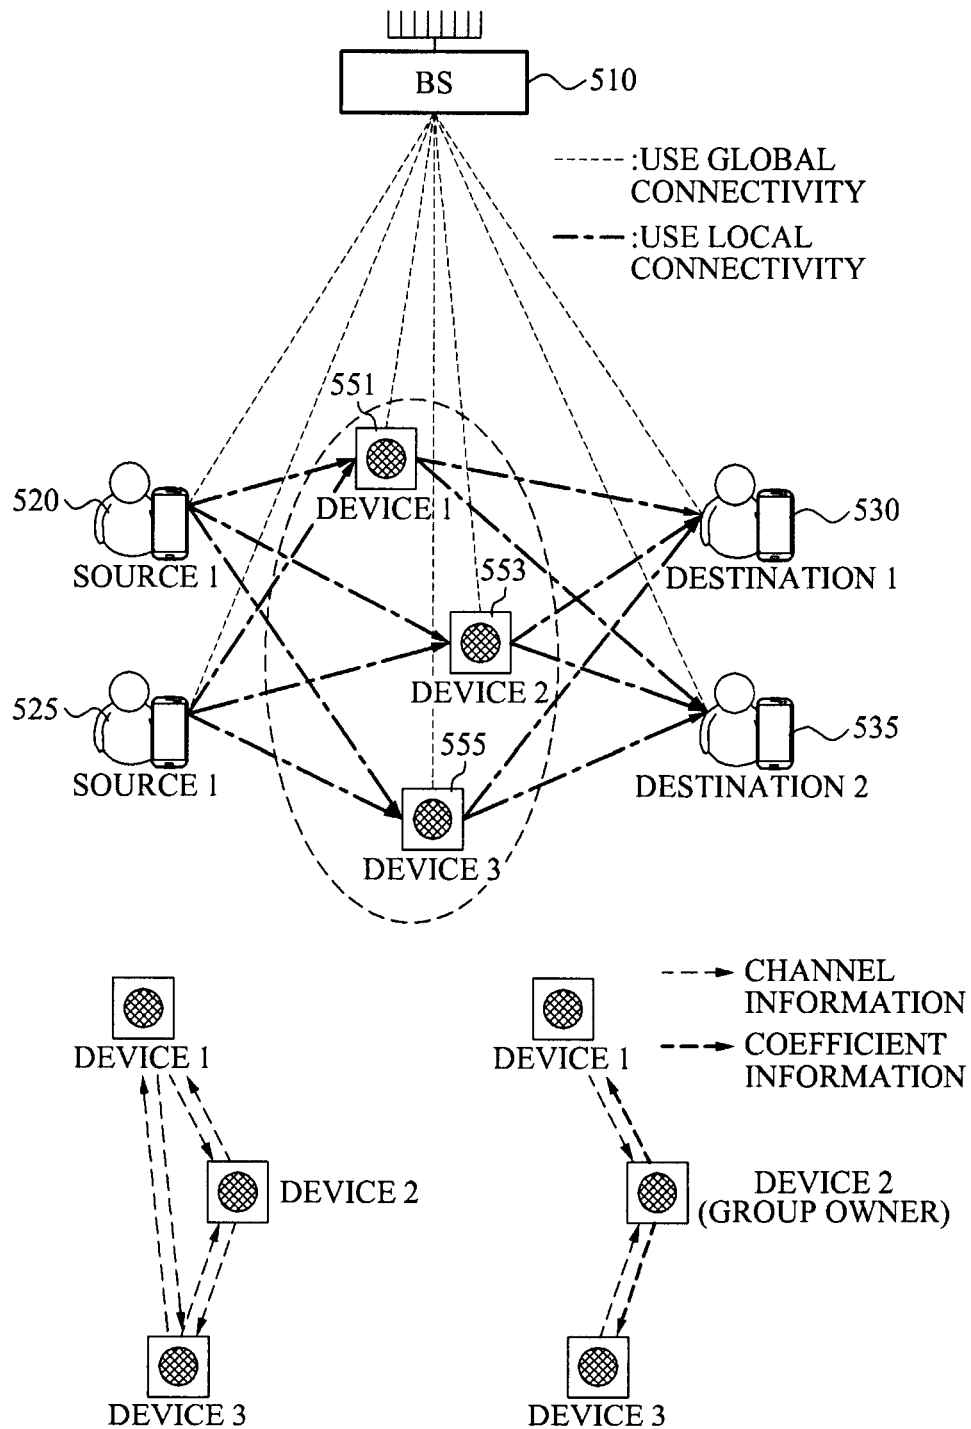 BS
510
:USE GLOBAL
CONNECTIVITY
:USE LOCAL
CONNECTIVITY
551
DEVICE 1
520
SOURCE 1
530
DESTINATION 1
553
DEVICE 2
525
SOURCE 1
535
DESTINATION 2
555
DEVICE 3
CHANNEL
INFORMATION
COEFFICIENT
INFORMATION
DEVICE 1
DEVICE 2
DEVICE 3
DEVICE 1
DEVICE 2
(GROUP OWNER)
DEVICE 3